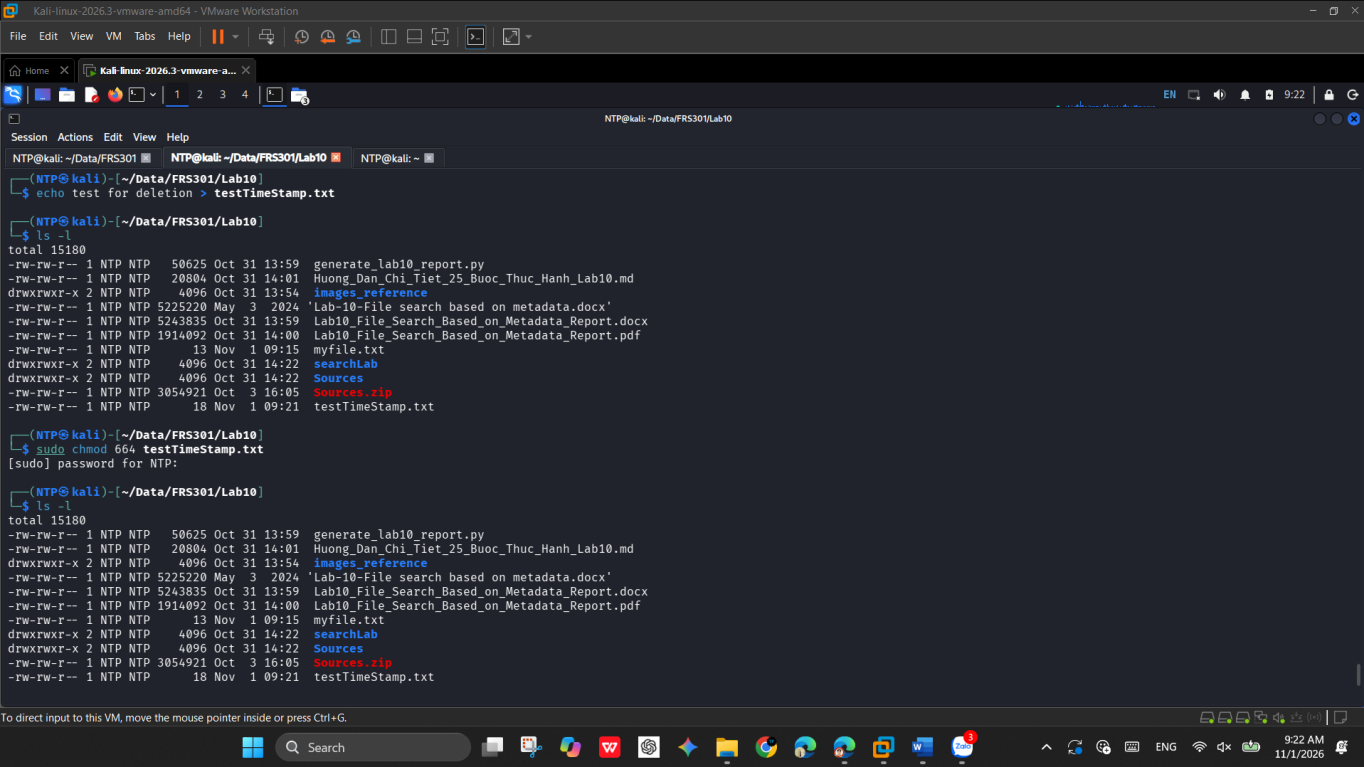 Kali-linux-2026.3-vmware-amd64 - VMware Workstation
File Edit View VM Tabs Help
Home
Kali-linux-2026.3-vmware-a...
1 2 3 4
3
EN
9:22
NTP@kali: ~/Data/FRS301/Lab10
Session Actions Edit View Help
NTP@kali: ~/Data/FRS301
NTP@kali: ~/Data/FRS301/Lab10
NTP@kali: ~
┌──(NTP㉿kali)-[~/Data/FRS301/Lab10]
└─$ echo test for deletion > testTimeStamp.txt
┌──(NTP㉿kali)-[~/Data/FRS301/Lab10]
└─$ ls -l
total 15180
-rw-rw-r-- 1 NTP NTP   50625 Oct 31 13:59  generate_lab10_report.py
-rw-rw-r-- 1 NTP NTP   20804 Oct 31 14:01  Huong_Dan_Chi_Tiet_25_Buoc_Thuc_Hanh_Lab10.md
drwxrwxr-x 2 NTP NTP    4096 Oct 31 13:54  images_reference
-rw-rw-r-- 1 NTP NTP 5225220 May  3  2024 'Lab-10-File search based on metadata.docx'
-rw-rw-r-- 1 NTP NTP 5243835 Oct 31 13:59  Lab10_File_Search_Based_on_Metadata_Report.docx
-rw-rw-r-- 1 NTP NTP 1914092 Oct 31 14:00  Lab10_File_Search_Based_on_Metadata_Report.pdf
-rw-rw-r-- 1 NTP NTP      13 Nov  1 09:15  myfile.txt
drwxrwxr-x 2 NTP NTP    4096 Oct 31 14:22  searchLab
drwxrwxr-x 2 NTP NTP    4096 Oct 31 14:22  Sources
-rw-rw-r-- 1 NTP NTP 3054921 Oct  3 16:05  Sources.zip
-rw-rw-r-- 1 NTP NTP      18 Nov  1 09:21  testTimeStamp.txt
┌──(NTP㉿kali)-[~/Data/FRS301/Lab10]
└─$ sudo chmod 664 testTimeStamp.txt
[sudo] password for NTP:
┌──(NTP㉿kali)-[~/Data/FRS301/Lab10]
└─$ ls -l
total 15180
-rw-rw-r-- 1 NTP NTP   50625 Oct 31 13:59  generate_lab10_report.py
-rw-rw-r-- 1 NTP NTP   20804 Oct 31 14:01  Huong_Dan_Chi_Tiet_25_Buoc_Thuc_Hanh_Lab10.md
drwxrwxr-x 2 NTP NTP    4096 Oct 31 13:54  images_reference
-rw-rw-r-- 1 NTP NTP 5225220 May  3  2024 'Lab-10-File search based on metadata.docx'
-rw-rw-r-- 1 NTP NTP 5243835 Oct 31 13:59  Lab10_File_Search_Based_on_Metadata_Report.docx
-rw-rw-r-- 1 NTP NTP 1914092 Oct 31 14:00  Lab10_File_Search_Based_on_Metadata_Report.pdf
-rw-rw-r-- 1 NTP NTP      13 Nov  1 09:15  myfile.txt
drwxrwxr-x 2 NTP NTP    4096 Oct 31 14:22  searchLab
drwxrwxr-x 2 NTP NTP    4096 Oct 31 14:22  Sources
-rw-rw-r-- 1 NTP NTP 3054921 Oct  3 16:05  Sources.zip
-rw-rw-r-- 1 NTP NTP      18 Nov  1 09:21  testTimeStamp.txt
To direct input to this VM, move the mouse pointer inside or press Ctrl+G.
Search
Zalo
3
ENG
9:22 AM
11/1/2026